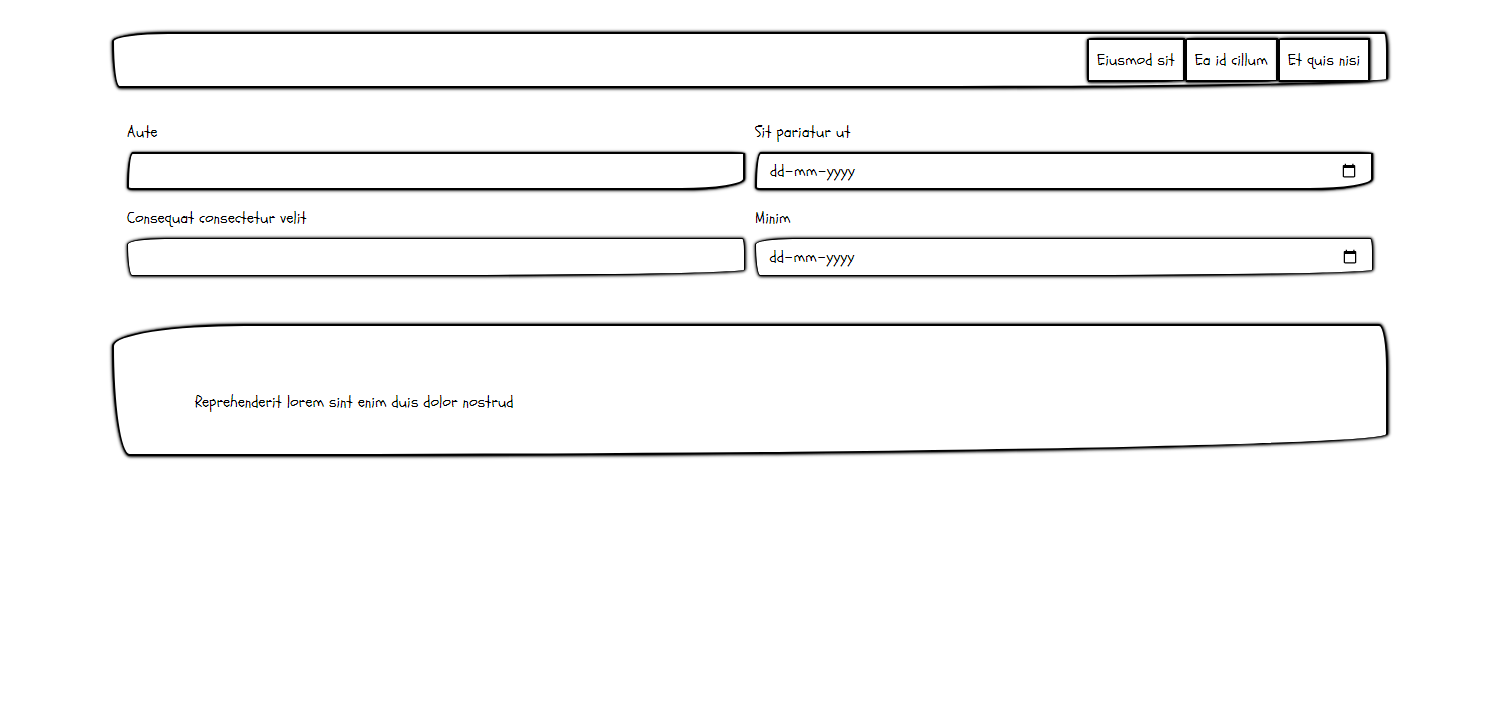 Eiusmod sit Ea id cillum Et quis nisi
Aute Sit pariatur ut
dd-mm-yyyy
Consequat consectetur velit Minim
dd-mm-yyyy
Reprehenderit lorem sint enim duis dolor nostrud